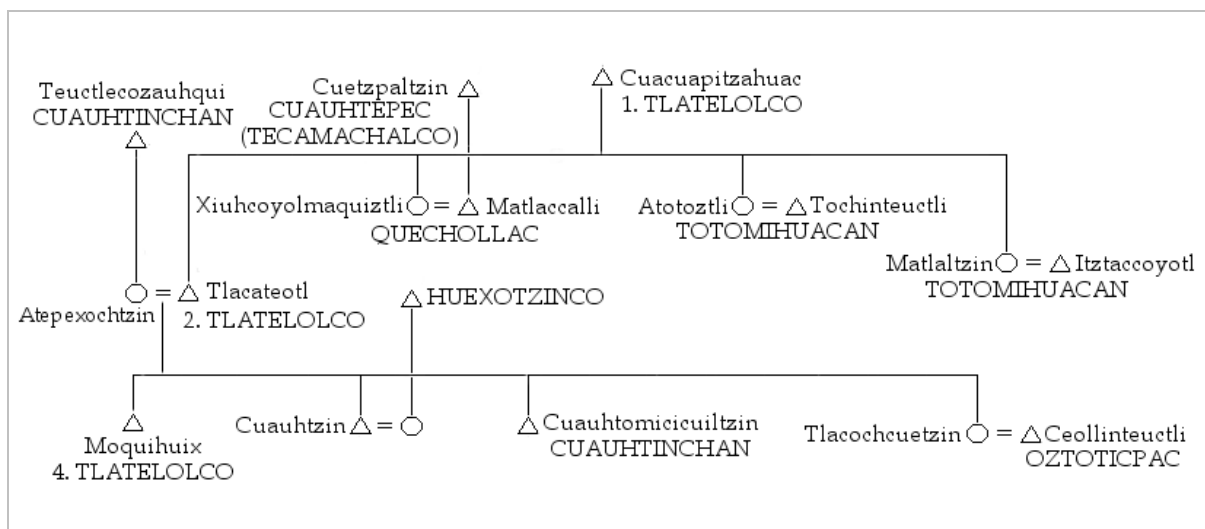 Teuctlecozauhqui
CUAUHTINCHAN
Cuetzpaltzin
CUAUHTEPEC
(TECAMACHALCO)
Cuacuapitzahuac
1. TLATELOLCO
Xiuhcoyolmaquiztli = Matlaccalli
QUECHOLLAC
Atotoztli = Tochinteuctli
TOTOMIHUACAN
Matlaltzin = Itztaccoyotl
TOTOMIHUACAN
Atepexochtzin
= Tlacateotl
2. TLATELOLCO
HUEXOTZINCO
Moquihuix
4. TLATELOLCO
Cuauhtzin =
Cuauhtomicicuiltzin
CUAUHTINCHAN
Tlacochcuetzin = Ceollinteuctli
OZTOTICPAC